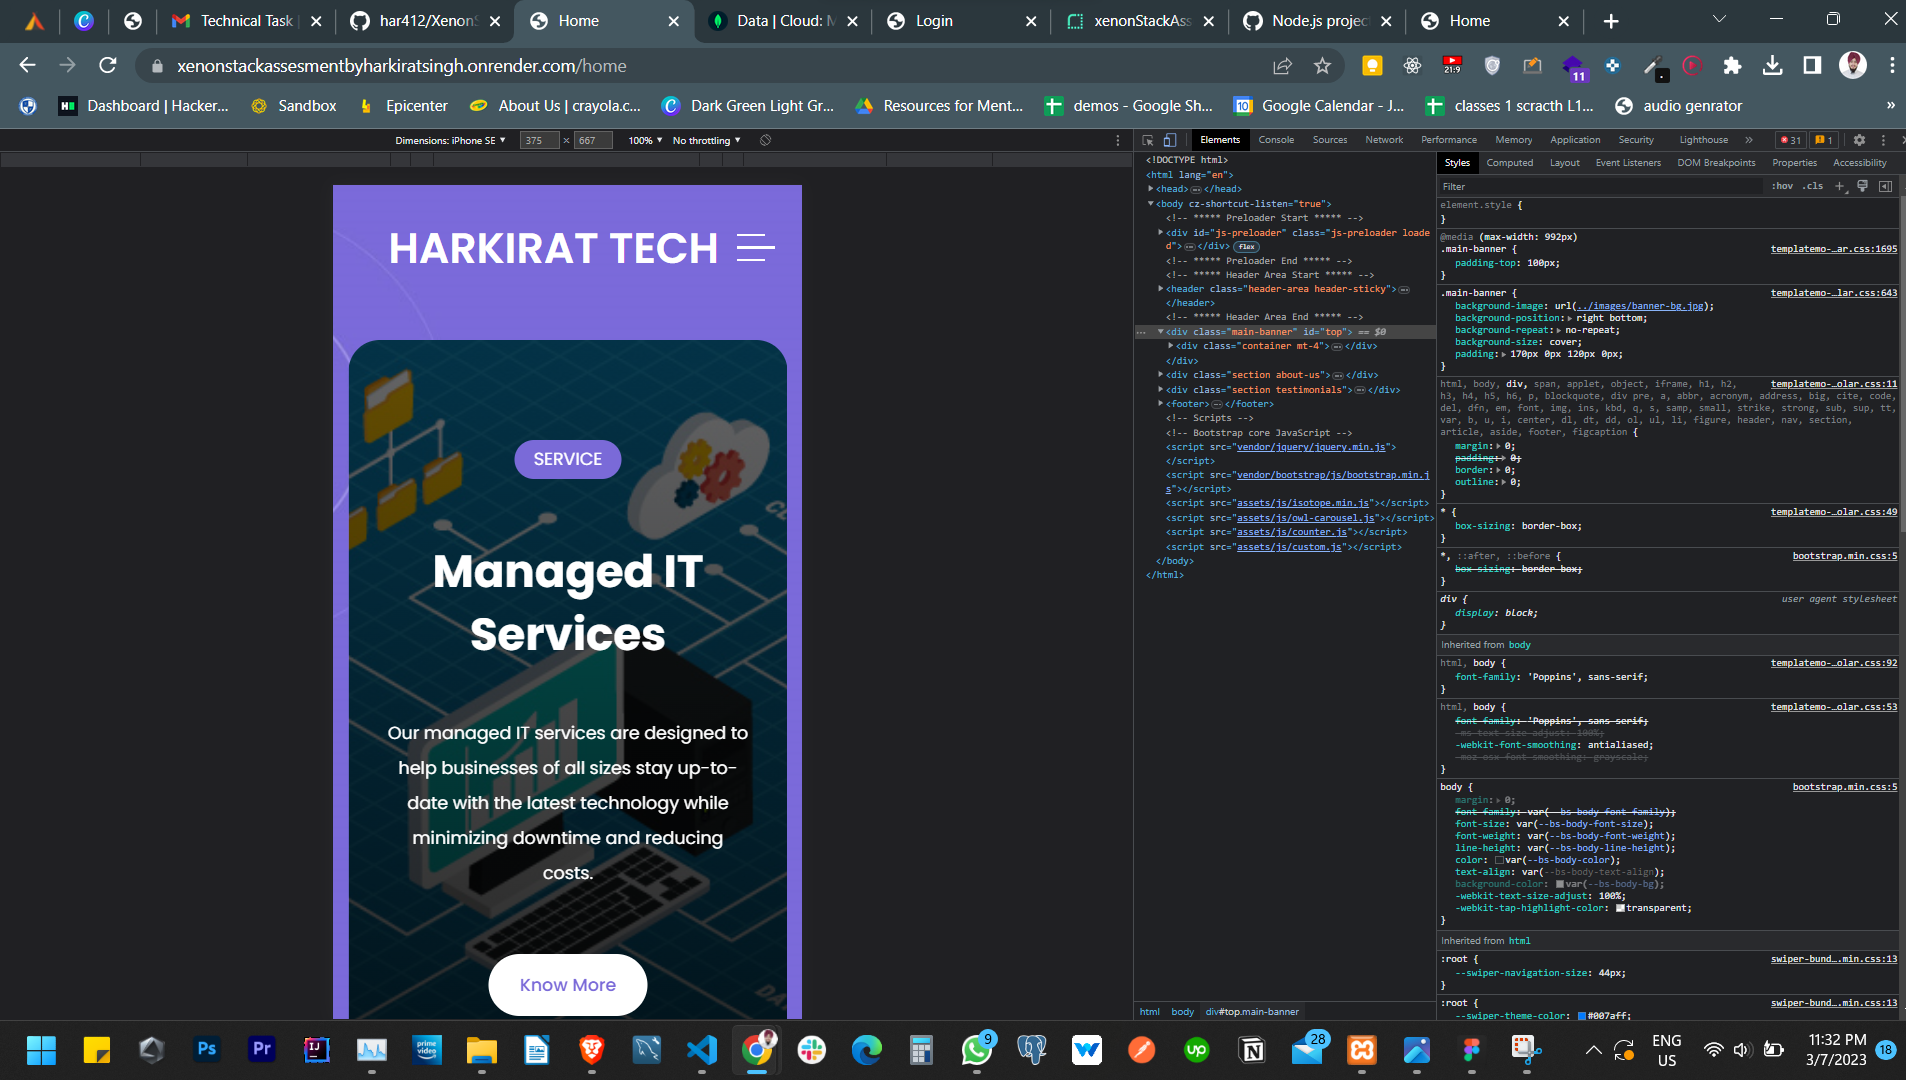 Technical Task |
har412/XenonS
Home
Data | Cloud: M
Login
xenonStackAss
Node.js project
Home
xenonstackassesmentbyharkiratsingh.onrender.com/home
21:9
11
Dashboard | Hacker...
Sandbox
Epicenter
About Us | crayola.c...
Dark Green Light Gr...
Resources for Ment...
demos - Google Sh...
Google Calendar - J...
classes 1 scracth L1...
audio genrator
»
Dimensions: iPhone SE ▼ 375 × 667 100% ▼ No throttling ▼
HARKIRAT TECH
SERVICE
Managed IT
Services
Our managed IT services are designed to
help businesses of all sizes stay up-to-
date with the latest technology while
minimizing downtime and reducing
costs.
Know More
Elements Console Sources Network Performance Memory Application Security Lighthouse » 31 1
<!DOCTYPE html>
<html lang="en">
<head>…</head>
<body cz-shortcut-listen="true">
<!-- ***** Preloader Start ***** -->
<div id="js-preloader" class="js-preloader loade
d">…</div> flex
<!-- ***** Preloader End ***** -->
<!-- ***** Header Area Start ***** -->
<header class="header-area header-sticky">…
</header>
<!-- ***** Header Area End ***** -->
<div class="main-banner" id="top"> == $0
<div class="container mt-4">…</div>
</div>
<div class="section about-us">…</div>
<div class="section testimonials">…</div>
<footer>…</footer>
<!-- Scripts -->
<!-- Bootstrap core JavaScript -->
<script src="vendor/jquery/jquery.min.js">
</script>
<script src="vendor/bootstrap/js/bootstrap.min.j
s"></script>
<script src="assets/js/isotope.min.js"></script>
<script src="assets/js/owl-carousel.js"></script>
<script src="assets/js/counter.js"></script>
<script src="assets/js/custom.js"></script>
</body>
</html>
html body div#top.main-banner
Styles Computed Layout Event Listeners DOM Breakpoints Properties Accessibility
Filter :hov .cls +
element.style {
}
@media (max-width: 992px)
.main-banner { templatemo-…ar.css:1695
padding-top: 100px;
}
.main-banner { templatemo-…lar.css:643
background-image: url(../images/banner-bg.jpg);
background-position: right bottom;
background-repeat: no-repeat;
background-size: cover;
padding: 170px 0px 120px 0px;
}
html, body, div, span, applet, object, iframe, h1, h2, templatemo-…olar.css:11
h3, h4, h5, h6, p, blockquote, div pre, a, abbr, acronym, address, big, cite, code,
del, dfn, em, font, img, ins, kbd, q, s, samp, small, strike, strong, sub, sup, tt,
var, b, u, i, center, dl, dt, dd, ol, ul, li, figure, header, nav, section,
article, aside, footer, figcaption {
margin: 0;
padding: 0;
border: 0;
outline: 0;
}
* { templatemo-…olar.css:49
box-sizing: border-box;
}
*, ::after, ::before { bootstrap.min.css:5
box-sizing: border-box;
}
div { user agent stylesheet
display: block;
}
Inherited from body
html, body { templatemo-…olar.css:92
font-family: 'Poppins', sans-serif;
}
html, body { templatemo-…olar.css:53
font-family: 'Poppins', sans-serif;
-ms-text-size-adjust: 100%;
-webkit-font-smoothing: antialiased;
-moz-osx-font-smoothing: grayscale;
}
body { bootstrap.min.css:5
margin: 0;
font-family: var(--bs-body-font-family);
font-size: var(--bs-body-font-size);
font-weight: var(--bs-body-font-weight);
line-height: var(--bs-body-line-height);
color: var(--bs-body-color);
text-align: var(--bs-body-text-align);
background-color: var(--bs-body-bg);
-webkit-text-size-adjust: 100%;
-webkit-tap-highlight-color: transparent;
}
Inherited from html
:root { swiper-bund….min.css:13
--swiper-navigation-size: 44px;
}
:root { swiper-bund….min.css:13
--swiper-theme-color: #007aff;
Ps
Pr
IJ
prime video
9
up
28
ENG
US
11:32 PM
3/7/2023
18